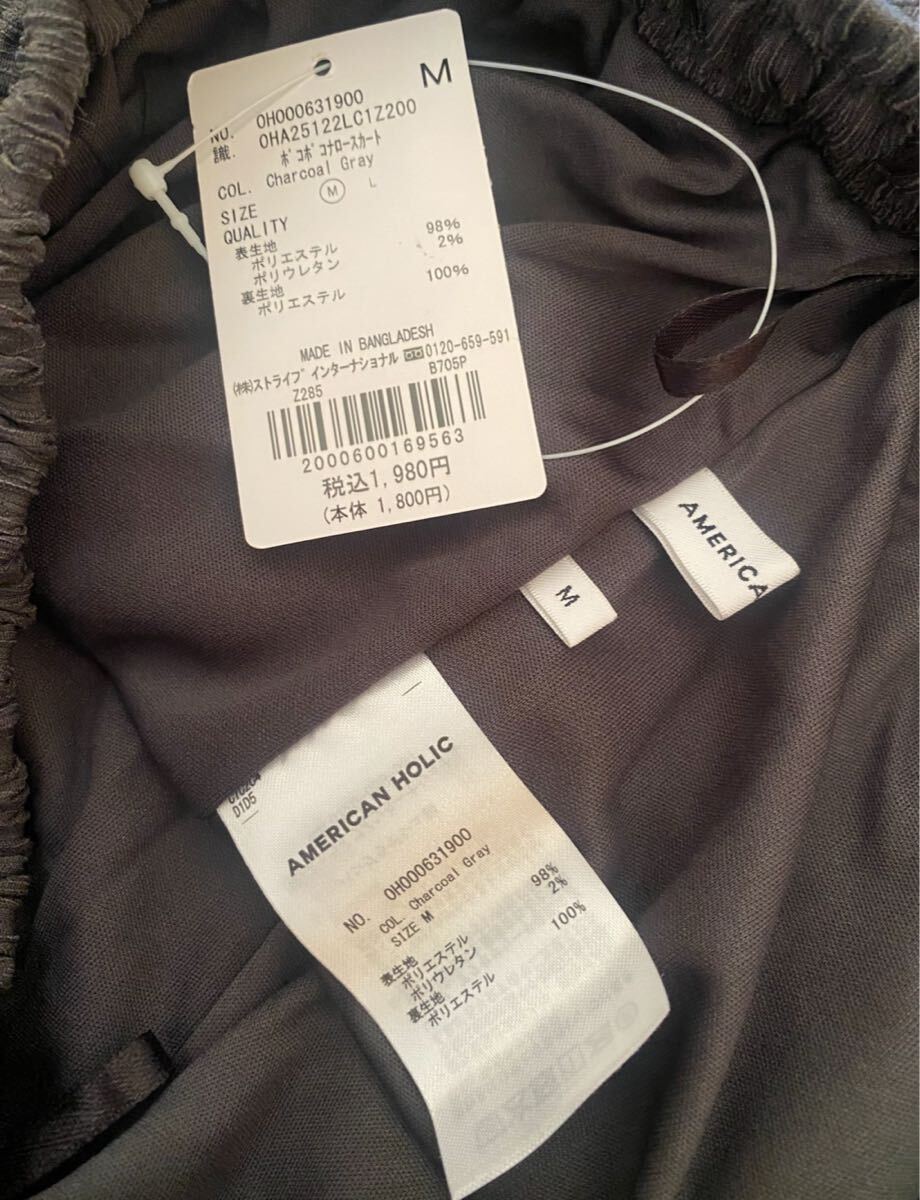 M
NO. 0H000631900
識. 0HA25122LC1Z200
ﾎﾞｺﾎﾞｺﾅﾛｰｽｶｰﾄ
COL. Charcoal Gray
SIZE M L
QUALITY
表生地
ポリエステル 98%
ポリウレタン 2%
裏生地
ポリエステル 100%
MADE IN BANGLADESH
(株)ストライプインターナショナル 0120-659-591
Z285 B705P
2000600169563
税込1,980円
(本体 1,800円)
AMERICA
M
D1D5
AMERICAN HOLIC
NO. 0H000631900
COL. Charcoal Gray
SIZE M
表生地
ポリエステル 98%
ポリウレタン 2%
裏生地
ポリエステル 100%